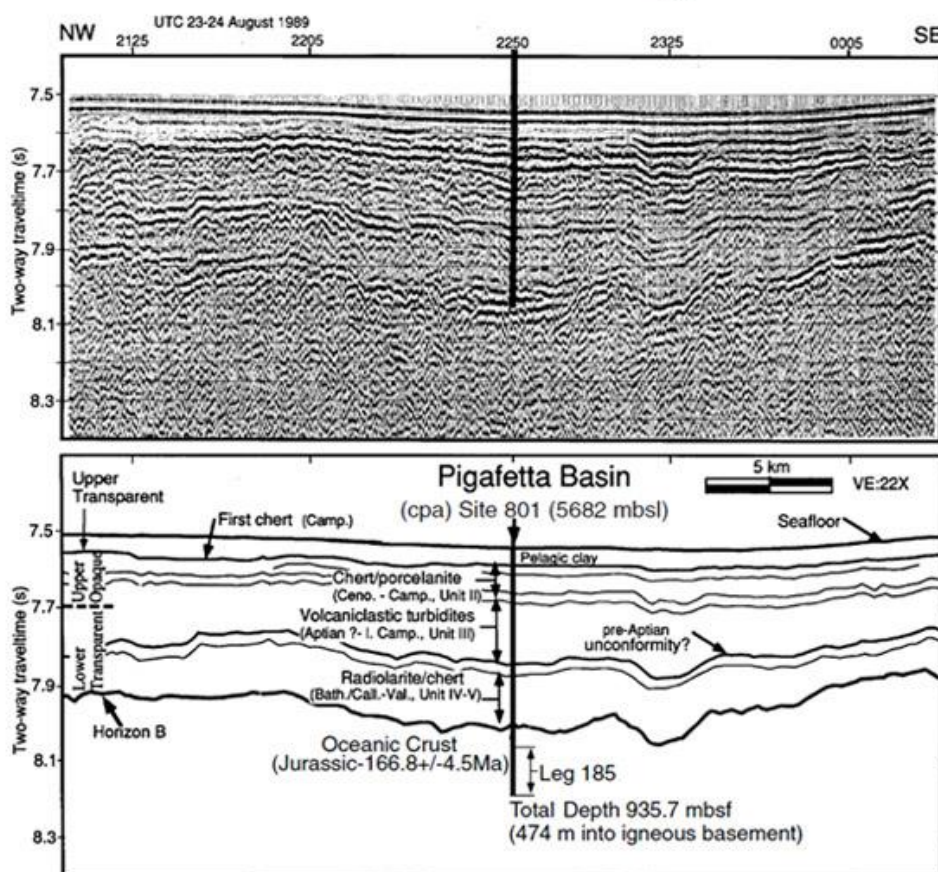 UTC 23-24 August 1989
NW
SE
2125
2205
2250
2325
0005
7.5
7.7
7.9
8.1
8.3
Two-way traveltime (s)
Pigafetta Basin
(cpa) Site 801 (5682 mbsl)
5 km
VE:22X
Upper
Transparent
First chert (Camp.)
Seafloor
Pelagic clay
Chert/porcelanite
(Ceno. - Camp., Unit II)
Volcaniclastic turbidites
(Aptian ?- l. Camp., Unit III)
pre-Aptian
unconformity?
Radiolarite/chert
(Bath./Call.-Val., Unit IV-V)
Upper
Opaque
Lower
Transparent
Horizon B
Oceanic Crust
(Jurassic-166.8+/-4.5Ma)
Leg 185
Total Depth 935.7 mbsf
(474 m into igneous basement)
7.5
7.7
7.9
8.1
8.3
Two-way traveltime (s)